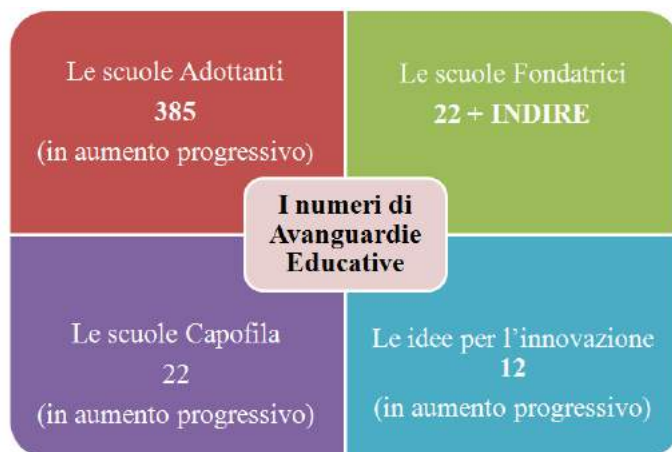 Le scuole Adottanti
385
(in aumento progressivo)
Le scuole Fondatrici
22 + INDIRE
I numeri di
Avanguardie
Educative
Le scuole Capofila
22
(in aumento progressivo)
Le idee per l’innovazione
12
(in aumento progressivo)